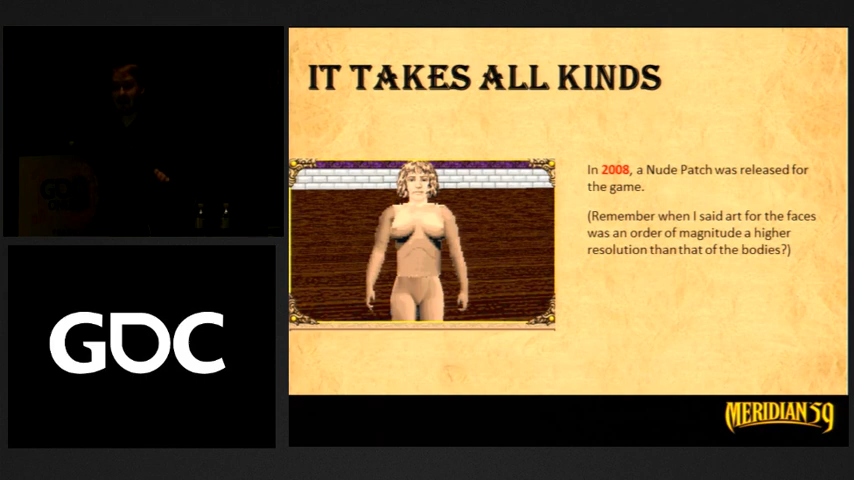 IT TAKES ALL KINDS
In 2008, a Nude Patch was released for
the game.
(Remember when I said art for the faces
was an order of magnitude a higher
resolution than that of the bodies?)
GDC
MERIDIAN 59